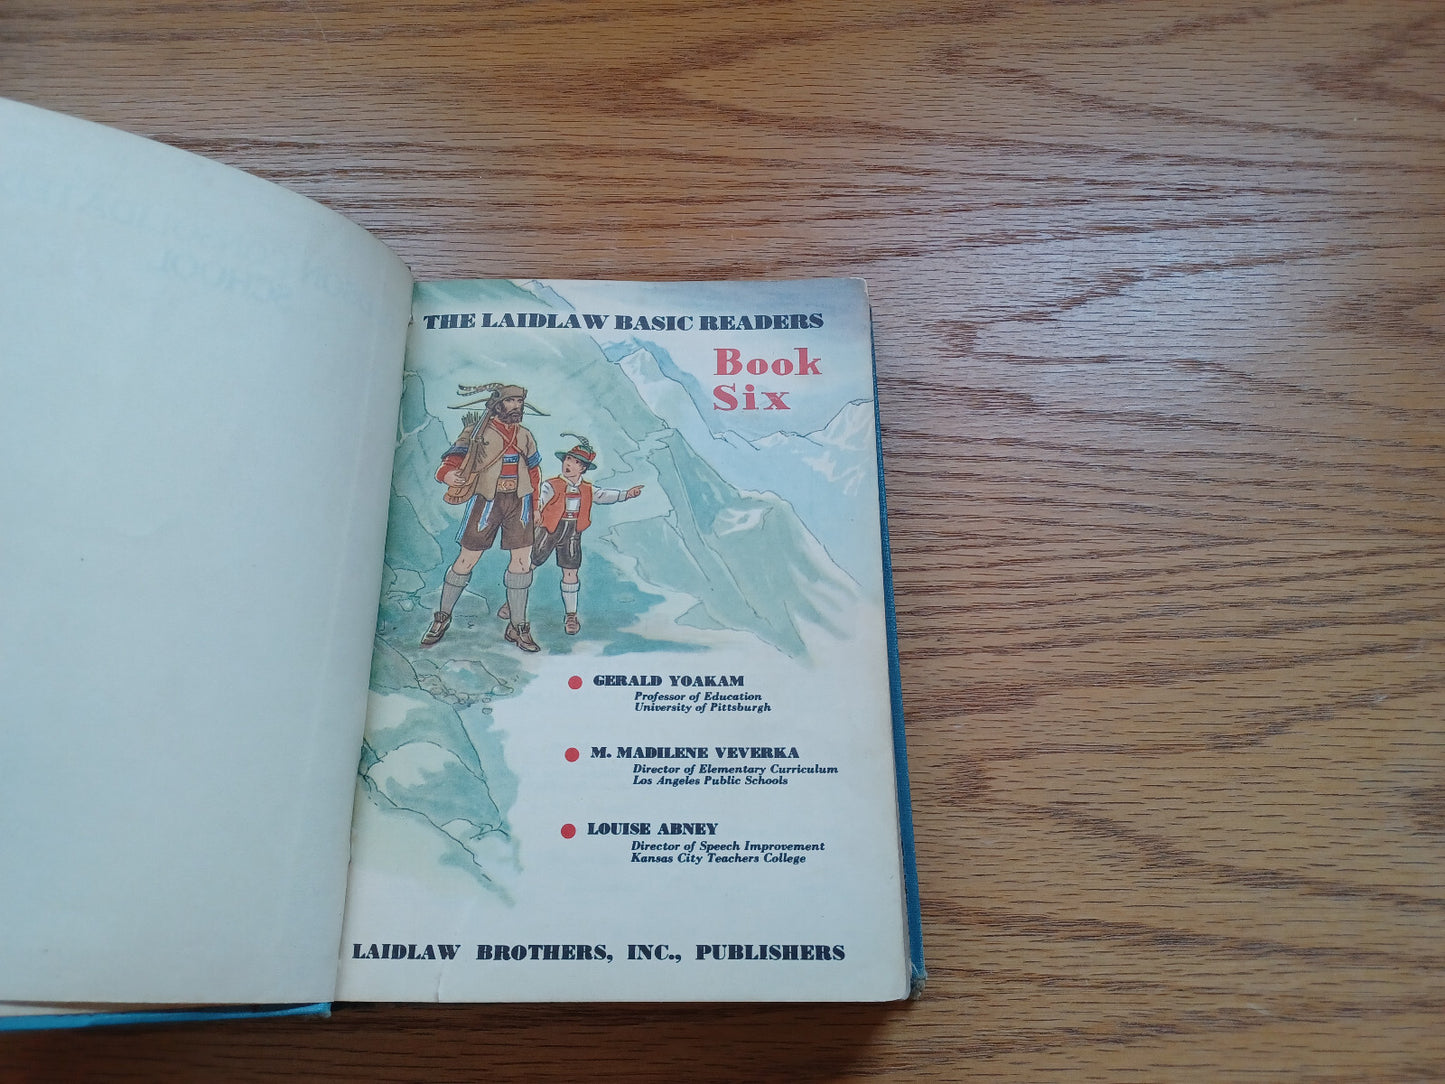 THE LAIDLAW BASIC READERS
Book
Six
GERALD YOAKAM
Professor of Education
University of Pittsburgh
M. MADILENE VEVERKA
Director of Elementary Curriculum
Los Angeles Public Schools
LOUISE ABNEY
Director of Speech Improvement
Kansas City Teachers College
LAIDLAW BROTHERS, INC., PUBLISHERS
SCHOOL